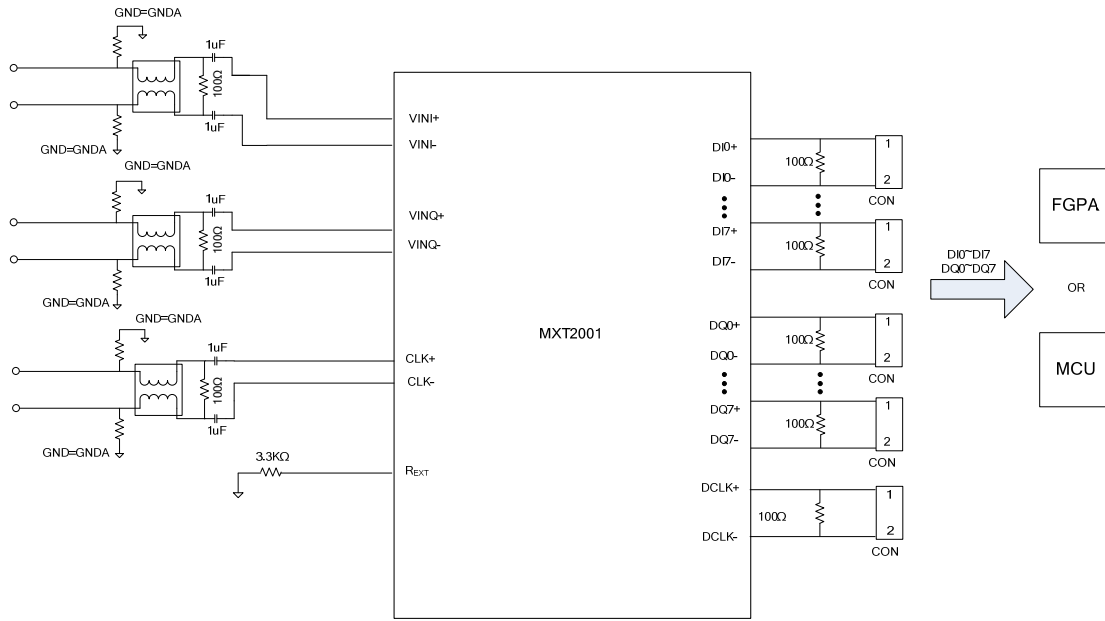 GND=GNDA
1uF
100Ω
1uF
GND=GNDA
VINI+
VINI-
GND=GNDA
1uF
100Ω
1uF
GND=GNDA
VINQ+
VINQ-
GND=GNDA
1uF
100Ω
1uF
GND=GNDA
CLK+
CLK-
3.3KΩ
REXT
MXT2001
DI0+
DI0-
100Ω
1
2
CON
DI7+
DI7-
100Ω
1
2
CON
DQ0+
DQ0-
100Ω
1
2
CON
DQ7+
DQ7-
100Ω
1
2
CON
DCLK+
DCLK-
100Ω
1
2
CON
DI0~DI7
DQ0~DQ7
FGPA
OR
MCU